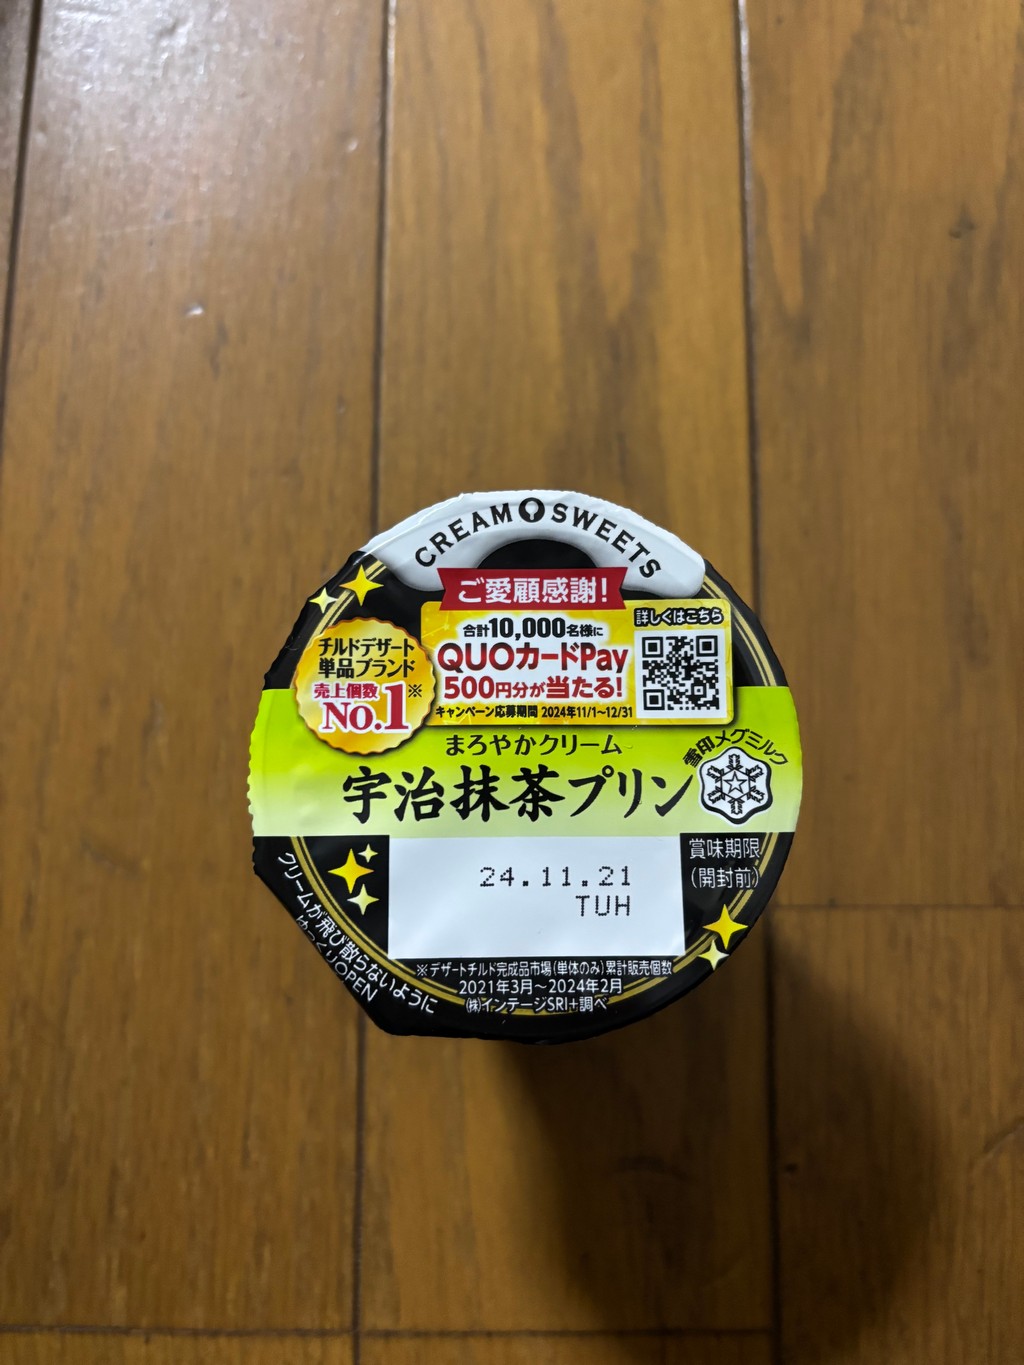 CREAM SWEETS
ご愛顧感謝!
合計10,000名様に
QUOカードPay
500円分が当たる!
キャンペーン応募期間 2024年11/1~12/31
詳しくはこちら
チルドデザート
単品ブランド
売上個数※
No.1
まろやかクリーム
宇治抹茶プリン
雪印メグミルク
賞味期限
(開封前)
24.11.21
TUH
クリームが飛び散らないように
ゆっくりOPEN
※デザートチルド完成品市場(単体のみ)累計販売個数
2021年3月~2024年2月
㈱インテージSRI+調べ